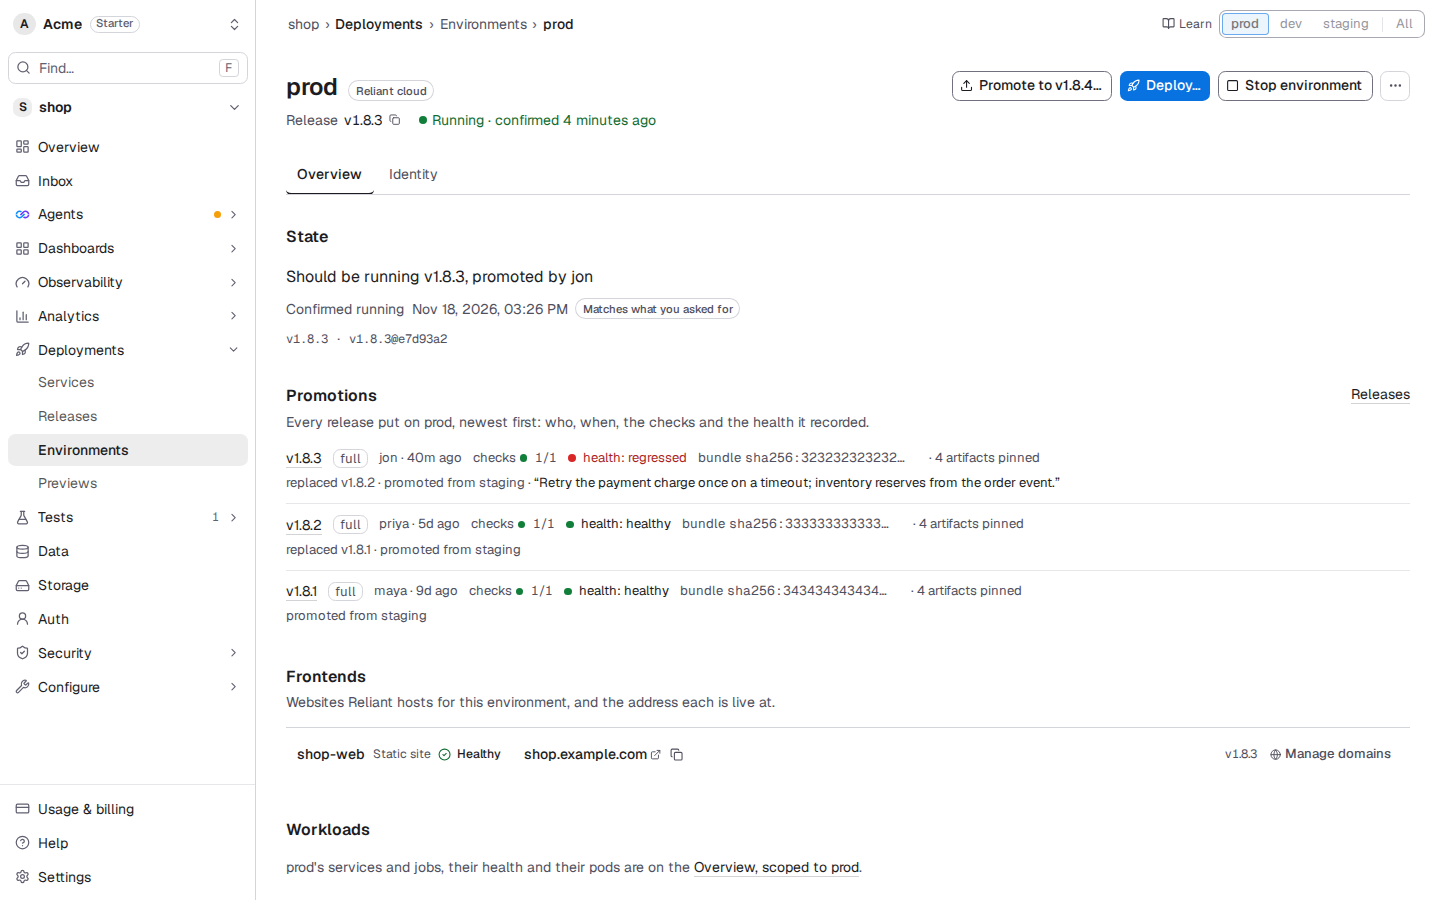 A Acme Starter
Find... F
S shop
Overview
Inbox
Agents
Dashboards
Observability
Analytics
Deployments
Services
Releases
Environments
Previews
Tests 1
Data
Storage
Auth
Security
Configure
Usage & billing
Help
Settings
shop › Deployments › Environments › prod
Learn prod dev staging All
prod Reliant cloud
Promote to v1.8.4... Deploy... Stop environment ...
Release v1.8.3 Running · confirmed 4 minutes ago
Overview Identity
State
Should be running v1.8.3, promoted by jon
Confirmed running Nov 18, 2026, 03:26 PM Matches what you asked for
v1.8.3 · v1.8.3@e7d93a2
Promotions Releases
Every release put on prod, newest first: who, when, the checks and the health it recorded.
v1.8.3 full jon · 40m ago checks 1/1 health: regressed bundle sha256:323232323232… · 4 artifacts pinned
replaced v1.8.2 · promoted from staging · “Retry the payment charge once on a timeout; inventory reserves from the order event.”
v1.8.2 full priya · 5d ago checks 1/1 health: healthy bundle sha256:333333333333… · 4 artifacts pinned
replaced v1.8.1 · promoted from staging
v1.8.1 full maya · 9d ago checks 1/1 health: healthy bundle sha256:343434343434… · 4 artifacts pinned
promoted from staging
Frontends
Websites Reliant hosts for this environment, and the address each is live at.
shop-web Static site Healthy shop.example.com v1.8.3 Manage domains
Workloads
prod's services and jobs, their health and their pods are on the Overview, scoped to prod.